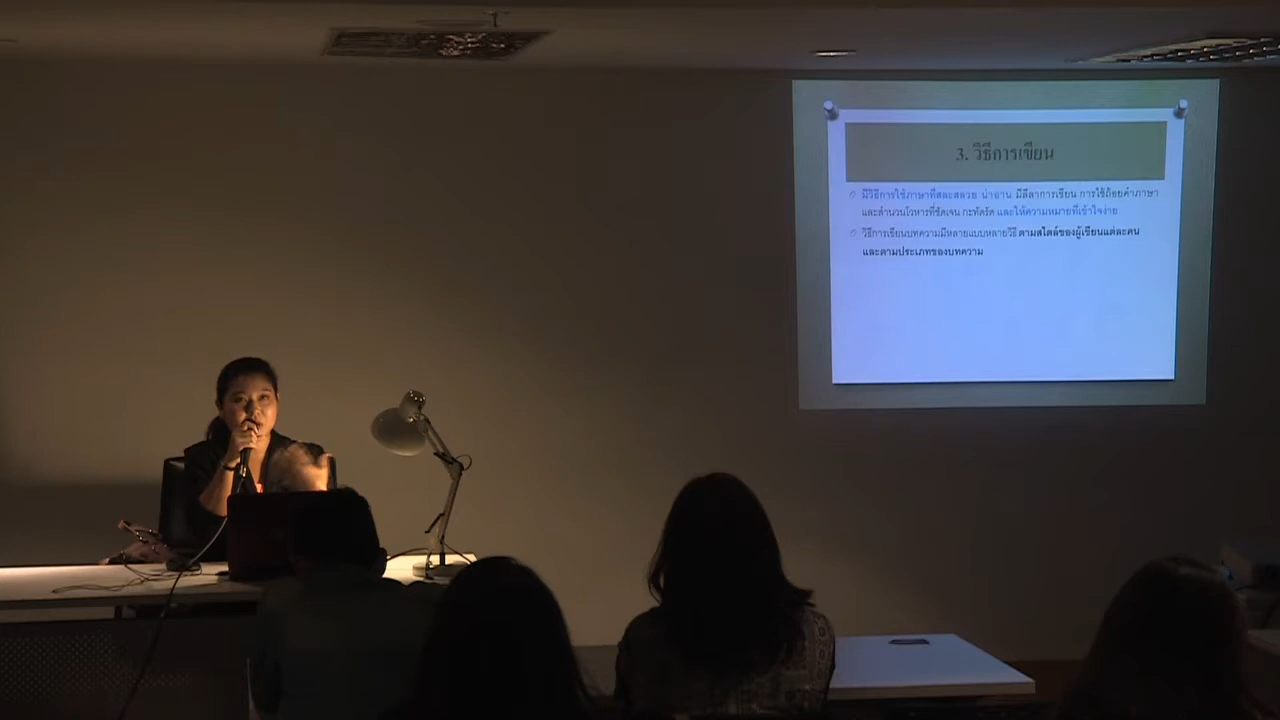 3. วิธีการเขียน
มีวิธีการใช้ภาษาที่สละสลวย น่าอ่าน มีลีลาการเขียน การใช้ถ้อยคำภาษา
และสำนวนโวหารที่ชัดเจน กะทัดรัด และให้ความหมายที่เข้าใจง่าย
วิธีการเขียนบทความมีหลายแบบหลายวิธี ตามสไตล์ของผู้เขียนแต่ละคน
และตามประเภทของบทความ